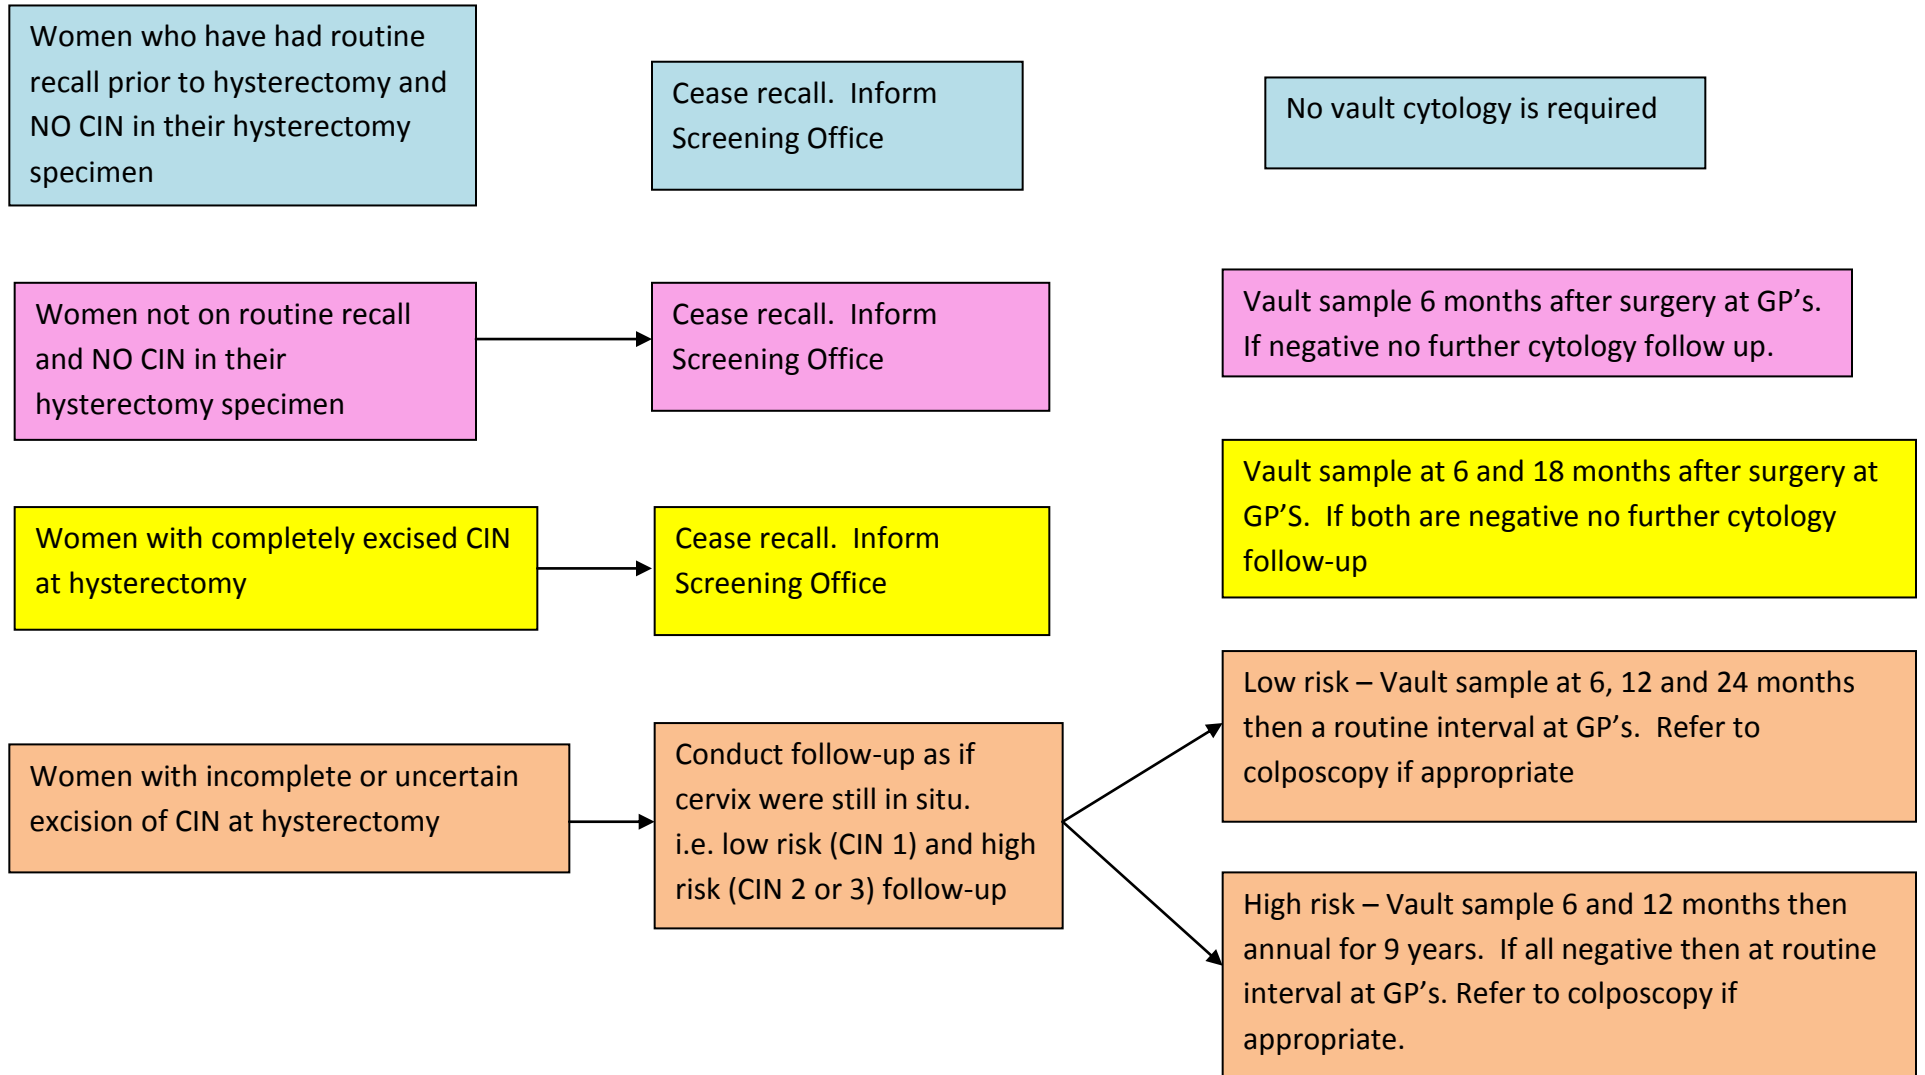 Women who have had routine
recall prior to hysterectomy and
NO CIN in their hysterectomy
specimen
Cease recall.  Inform
Screening Office
No vault cytology is required
Women not on routine recall
and NO CIN in their
hysterectomy specimen
Cease recall.  Inform
Screening Office
Vault sample 6 months after surgery at GP’s.
If negative no further cytology follow up.
Women with completely excised CIN
at hysterectomy
Cease recall.  Inform
Screening Office
Vault sample at 6 and 18 months after surgery at
GP’S.  If both are negative no further cytology
follow-up
Women with incomplete or uncertain
excision of CIN at hysterectomy
Conduct follow-up as if
cervix were still in situ.
i.e. low risk (CIN 1) and high
risk (CIN 2 or 3) follow-up
Low risk – Vault sample at 6, 12 and 24 months
then a routine interval at GP’s.  Refer to
colposcopy if appropriate
High risk – Vault sample 6 and 12 months then
annual for 9 years.  If all negative then at routine
interval at GP’s. Refer to colposcopy if
appropriate.